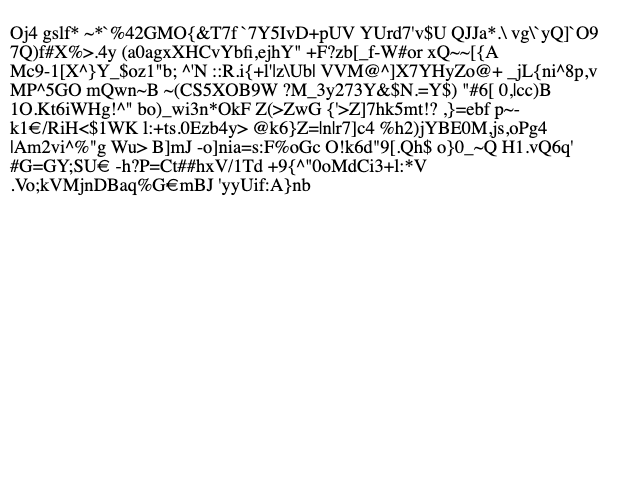 Oj4 gslf* ~*`%42GMO{&T7f `7Y5IvD+pUV YUrd7'v$U QJJa*.\ vg\`yQ]`O9
7Q)f#X%>.4y (a0agxXHCvYbfi,ejhY" +F?zb[_f-W#or xQ~~[{A
Mc9-1[X^}Y_$oz1"b; ^'N ::R.i{+I'|z\Ub| VVM@^]X7YHyZo@+ _jL{ni^8p,v
MP^5GO mQwn~B ~(CS5XOB9W ?M_3y273Y&$N.=Y$) "#6[ 0,|cc)B
1O.Kt6iWHg!^" bo)_wi3n*OkF Z(>ZwG {'>Z]7hk5mt!? ,}=ebf p~-
k1€/RiH<$1WK l:+ts.0Ezb4y> @k6}Z=|n|r7]c4 %h2)jYBE0M,js,oPg4
|Am2vi^%"g Wu> B]mJ -o]nia=s:F%oGc O!k6d"9[.Qh$ o}0_~Q H1.vQ6q'
#G=GY;SU€ -h?P=Ct##hxV/1Td +9{^"0oMdCi3+l:*V
.Vo;kVMjnDBaq%G€mBJ 'yyUif:A}nb